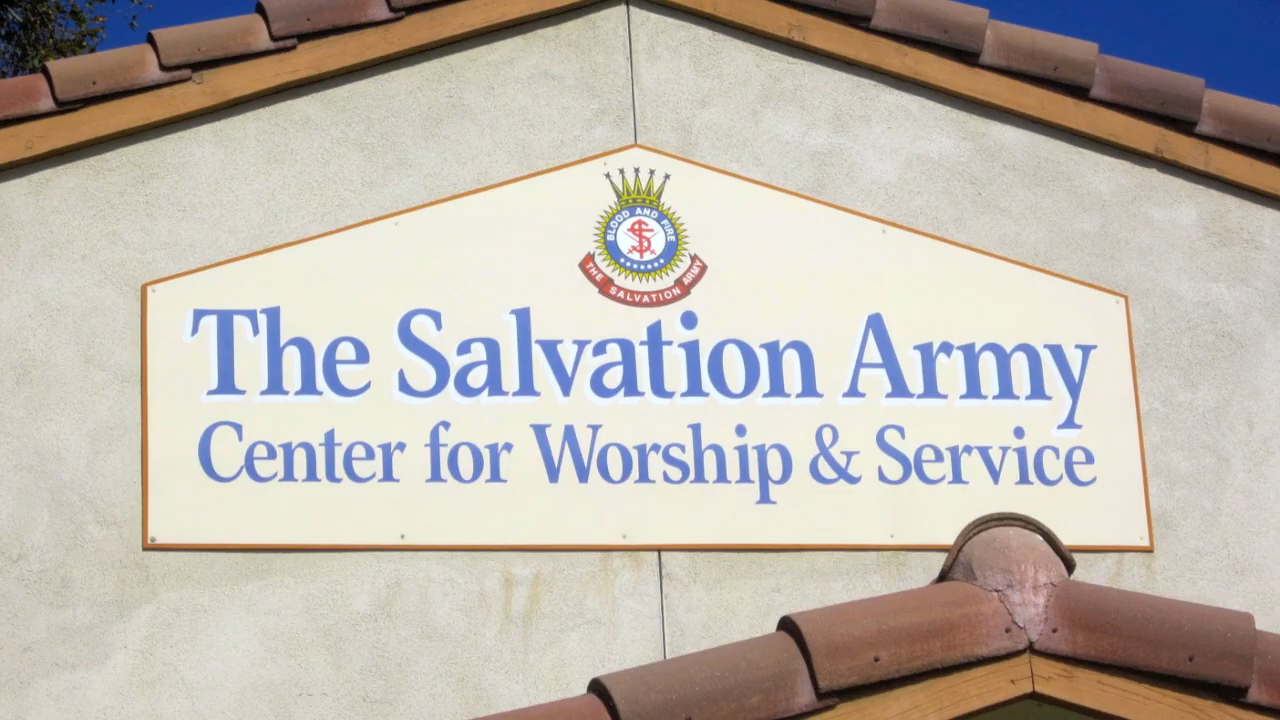 BLOOD AND FIRE
THE SALVATION ARMY
The Salvation Army
Center for Worship & Service